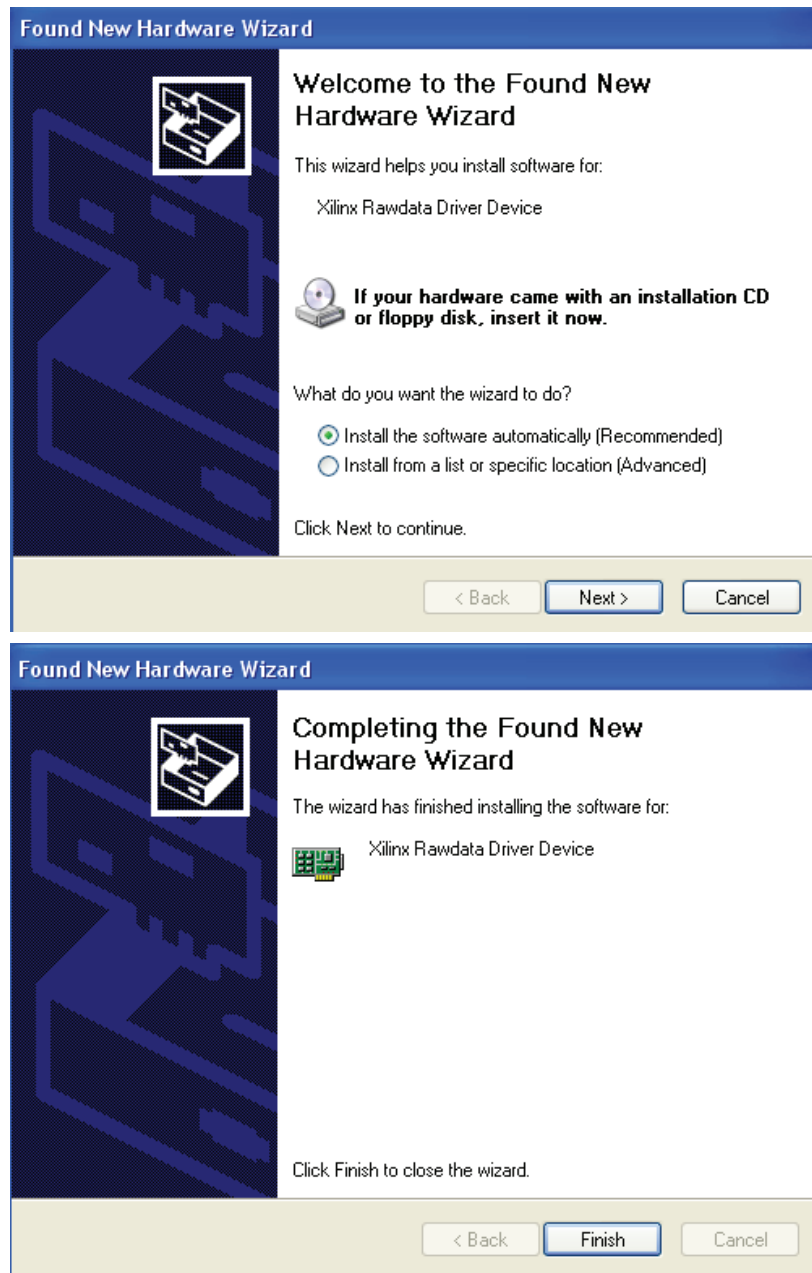 Found New Hardware Wizard
Welcome to the Found New
Hardware Wizard
This wizard helps you install software for:
Xilinx Rawdata Driver Device
If your hardware came with an installation CD
or floppy disk, insert it now.
What do you want the wizard to do?
Install the software automatically (Recommended)
Install from a list or specific location (Advanced)
Click Next to continue.
< Back Next > Cancel
Found New Hardware Wizard
Completing the Found New
Hardware Wizard
The wizard has finished installing the software for:
Xilinx Rawdata Driver Device
Click Finish to close the wizard.
< Back Finish Cancel